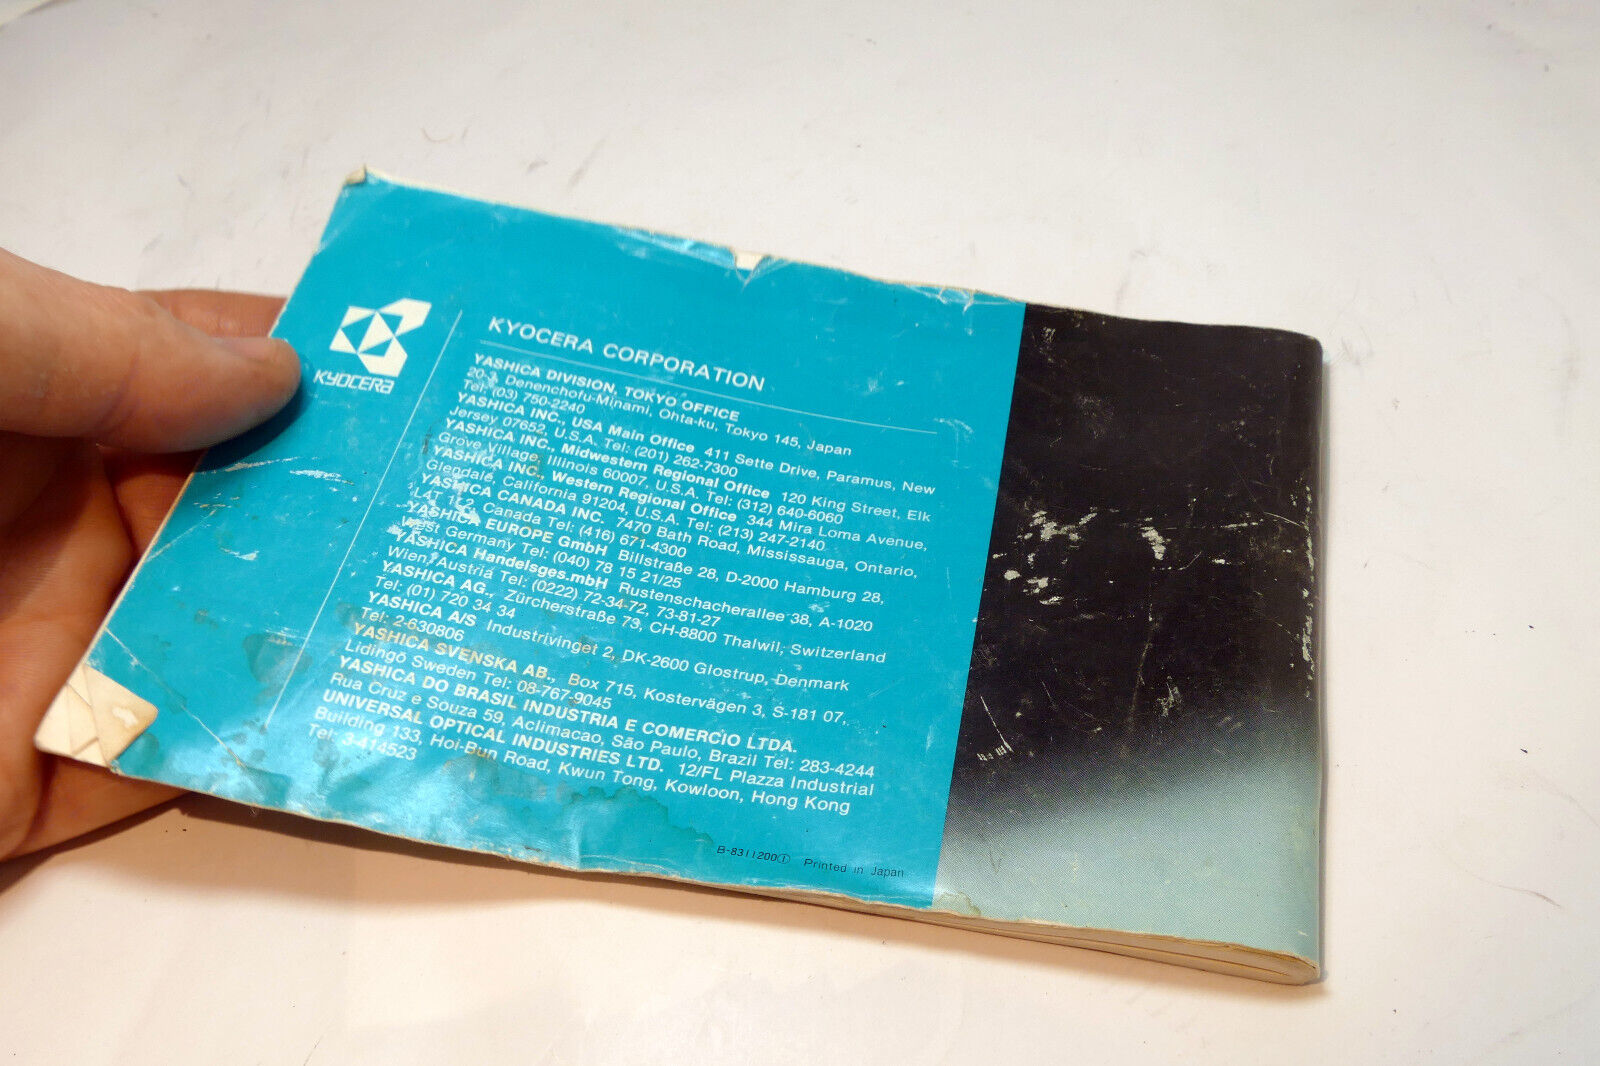 KYOCERA
KYOCERA CORPORATION
YASHICA DIVISION, TOKYO OFFICE
20-3, Denenchofu-Minami, Ohta-ku, Tokyo 145, Japan
Tel: (03) 750-2240
YASHICA INC., USA Main Office 411 Sette Drive, Paramus, New
Jersey 07652, U.S.A. Tel: (201) 262-7300
YASHICA INC., Midwestern Regional Office 120 King Street, Elk
Grove Village, Illinois 60007, U.S.A. Tel: (312) 640-6060
YASHICA INC., Western Regional Office 344 Mira Loma Avenue,
Glendale, California 91204, U.S.A. Tel: (213) 247-2140
YASHICA CANADA INC. 7470 Bath Road, Mississauga, Ontario,
L4T 1L2, Canada Tel: (416) 671-4300
YASHICA EUROPE GmbH Billstraße 28, D-2000 Hamburg 28,
West Germany Tel: (040) 78 15 21/25
YASHICA Handelsges.mbH Rustenschacherallee 38, A-1020
Wien, Austria Tel: (0222) 72-34-72, 73-81-27
YASHICA AG., Zürcherstraße 73, CH-8800 Thalwil, Switzerland
Tel: (01) 720 34 34
YASHICA A/S Industrivinget 2, DK-2600 Glostrup, Denmark
Tel: 2-630806
YASHICA SVENSKA AB., Box 715, Kostervägen 3, S-181 07,
Lidingö Sweden Tel: 08-767-9045
YASHICA DO BRASIL INDUSTRIA E COMERCIO LTDA.
Rua Cruz e Souza 59, Aclimacao, São Paulo, Brazil Tel: 283-4244
UNIVERSAL OPTICAL INDUSTRIES LTD. 12/FL Plazza Industrial
Building 133, Hoi-Bun Road, Kwun Tong, Kowloon, Hong Kong
Tel: 3-414523
B-8311200① Printed in Japan